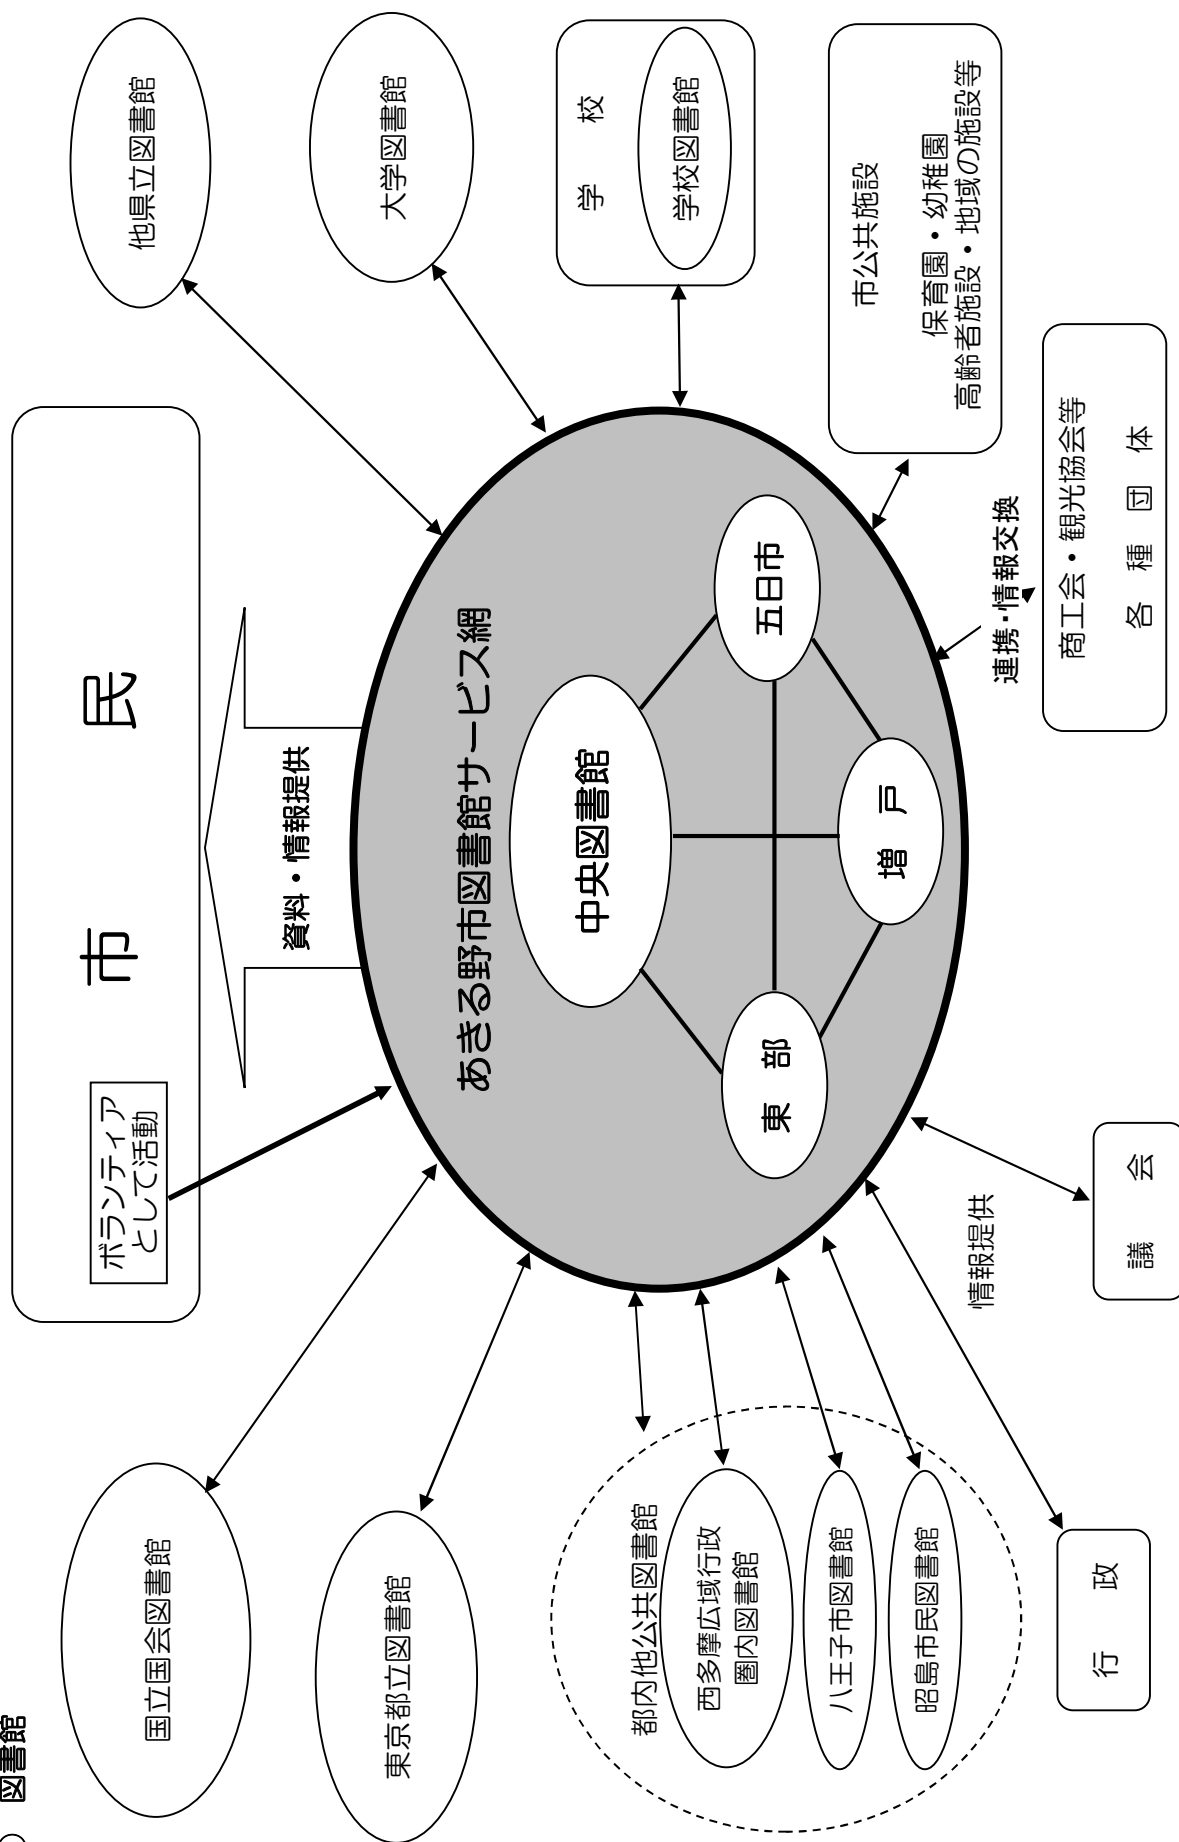 図書館
市　民
ボランティア
として活動
資料・情報提供
国立国会図書館
他県立図書館
東京都立図書館
大学図書館
あきる野市図書館サービス網
中央図書館
東　部
五日市
増　戸
学　校
学校図書館
都内他公共図書館
西多摩広域行政
圏内図書館
八王子市図書館
昭島市民図書館
市公共施設
保育園・幼稚園
高齢者施設・地域の施設等
情報提供
連携・情報交換
行　政
議　会
商工会・観光協会等
各　種　団　体